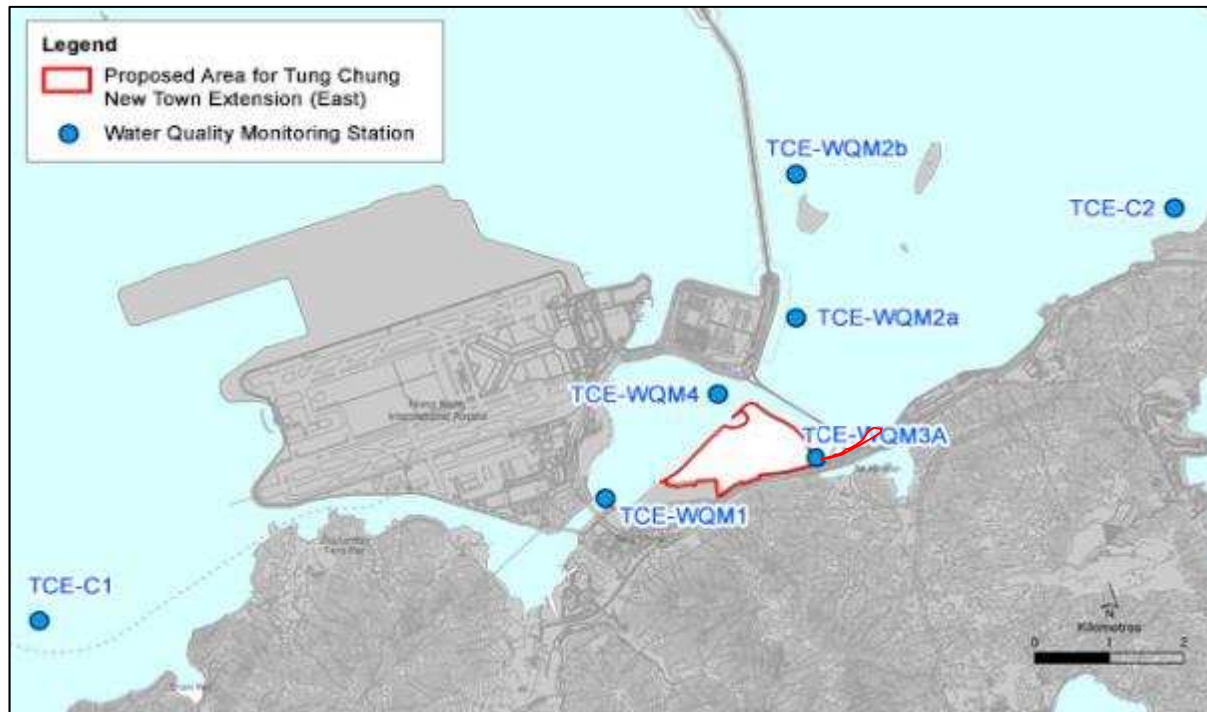 Legend
Proposed Area for Tung Chung
New Town Extension (East)
Water Quality Monitoring Station
TCE-WQM2b
TCE-C2
TCE-WQM2a
TCE-WQM4
TCE-WQM3A
TCE-WQM1
TCE-C1
N
Kilometres
0 1 2